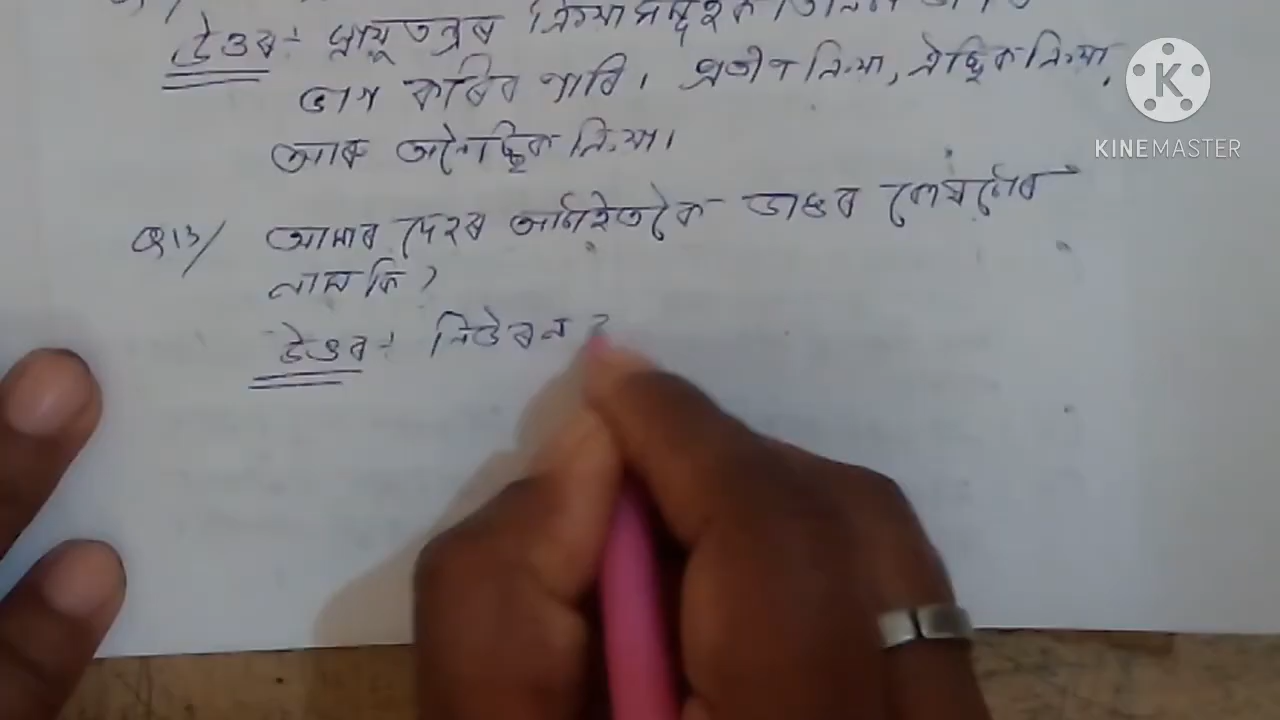 উত্তৰঃ স্নায়ুতন্ত্ৰৰ ক্ৰিয়াসমূহক
ভাগ কৰিব পাৰি। প্ৰতীপ ক্ৰিয়া, ঐচ্ছিক ক্ৰিয়া,
আৰু অনৈচ্ছিক ক্ৰিয়া।
Q13/ আমাৰ দেহৰ আটাইতকৈ ডাঙৰ কোষটোৰ
নাম কি?
উত্তৰঃ নিউৰন
KINEMASTER